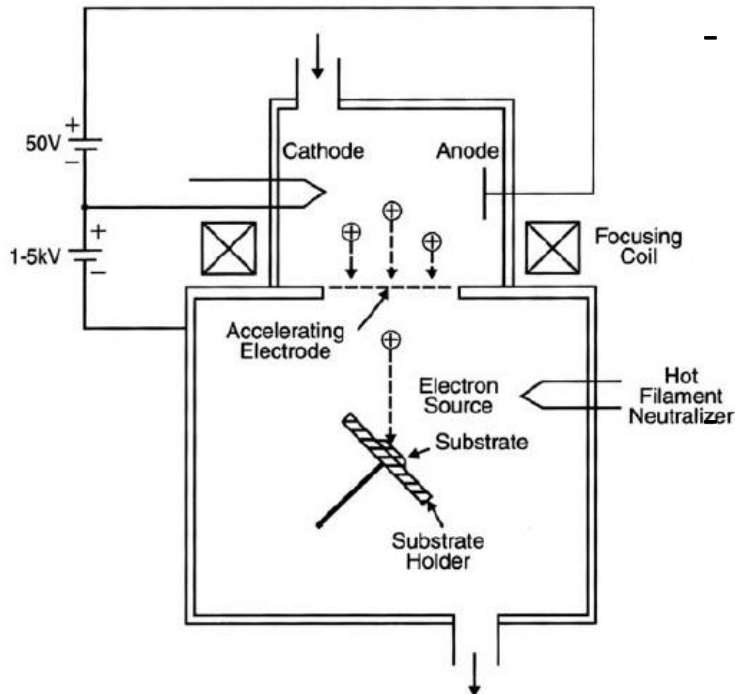 +
50V
−
Cathode
Anode
+
1-5kV
−
Focusing
Coil
Accelerating
Electrode
Electron
Source
Hot
Filament
Neutralizer
Substrate
Substrate
Holder